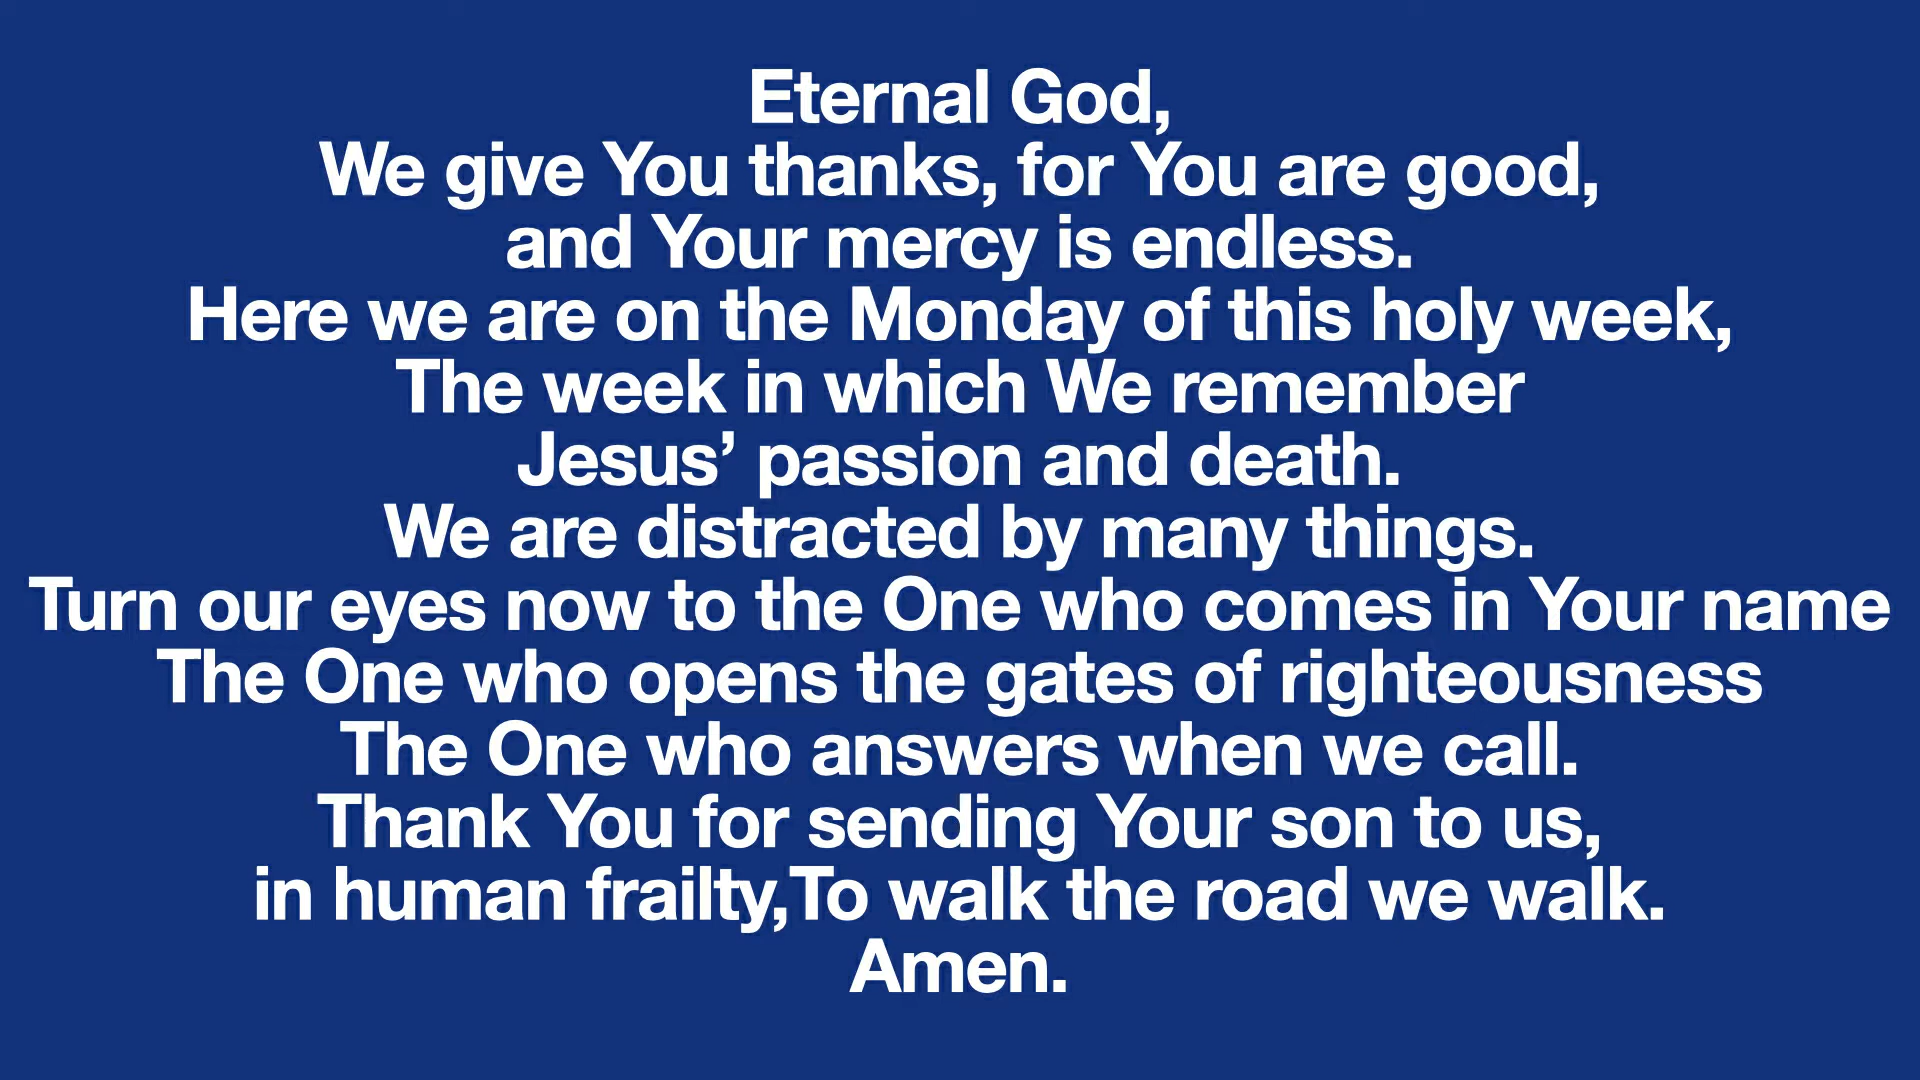 Eternal God,
We give You thanks, for You are good,
and Your mercy is endless.
Here we are on the Monday of this holy week,
The week in which We remember
Jesus’ passion and death.
We are distracted by many things.
Turn our eyes now to the One who comes in Your name
The One who opens the gates of righteousness
The One who answers when we call.
Thank You for sending Your son to us,
in human frailty,To walk the road we walk.
Amen.